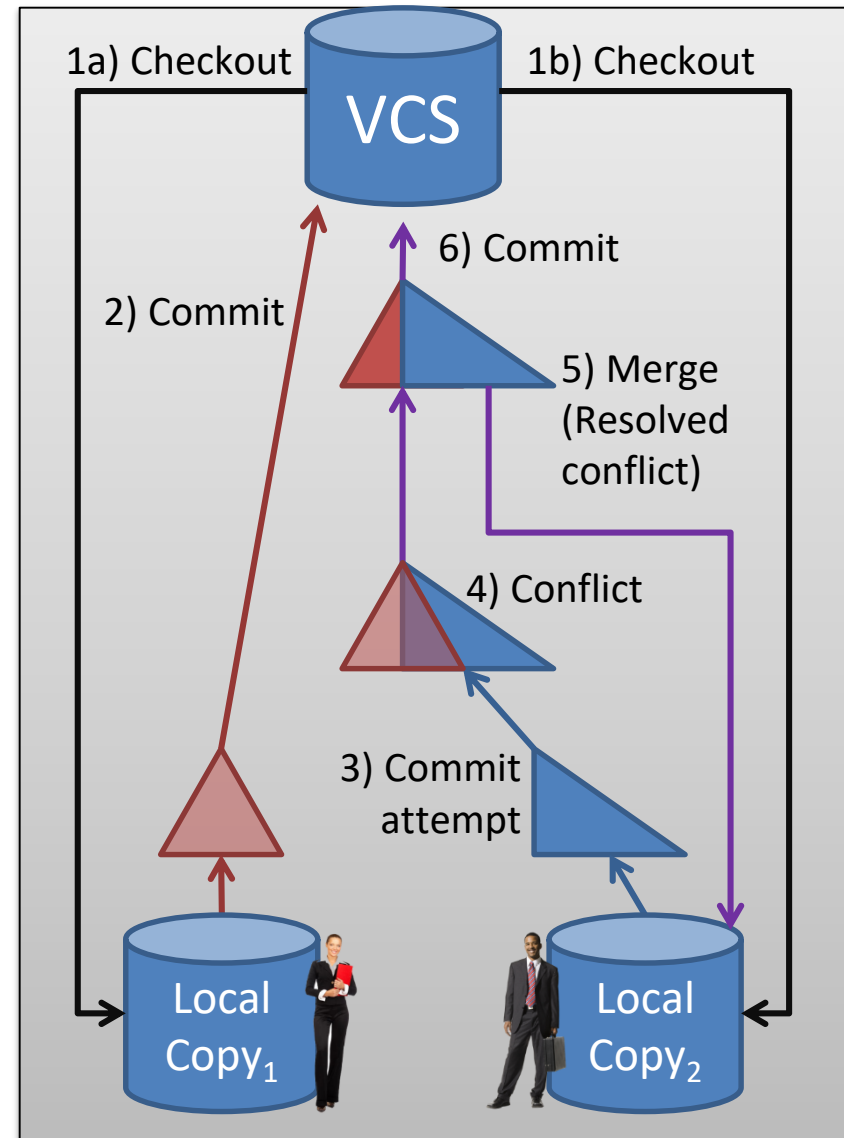 1a) Checkout
1b) Checkout
VCS
6) Commit
2) Commit
5) Merge
(Resolved
conflict)
4) Conflict
3) Commit
attempt
Local
Copy₁
Local
Copy₂